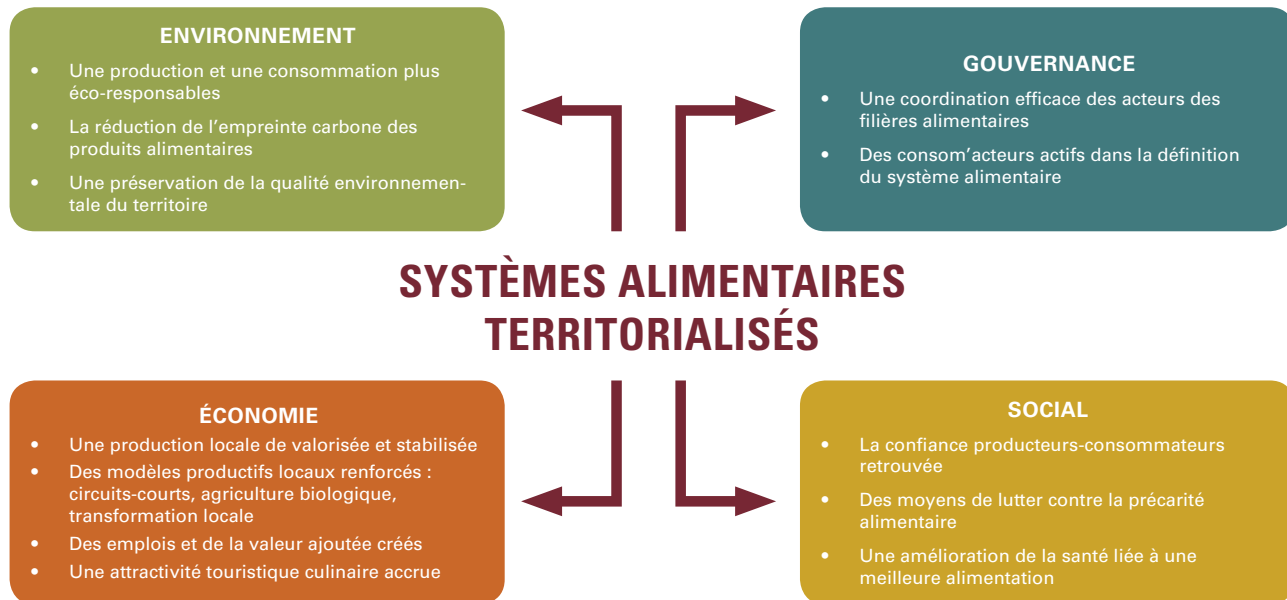 ENVIRONNEMENT
• Une production et une consommation plus
éco-responsables
• La réduction de l'empreinte carbone des
produits alimentaires
• Une préservation de la qualité environnemen-
tale du territoire
GOUVERNANCE
• Une coordination efficace des acteurs des
filières alimentaires
• Des consom'acteurs actifs dans la définition
du système alimentaire
SYSTÈMES ALIMENTAIRES
TERRITORIALISÉS
ÉCONOMIE
• Une production locale de valorisée et stabilisée
• Des modèles productifs locaux renforcés :
circuits-courts, agriculture biologique,
transformation locale
• Des emplois et de la valeur ajoutée créés
• Une attractivité touristique culinaire accrue
SOCIAL
• La confiance producteurs-consommateurs
retrouvée
• Des moyens de lutter contre la précarité
alimentaire
• Une amélioration de la santé liée à une
meilleure alimentation